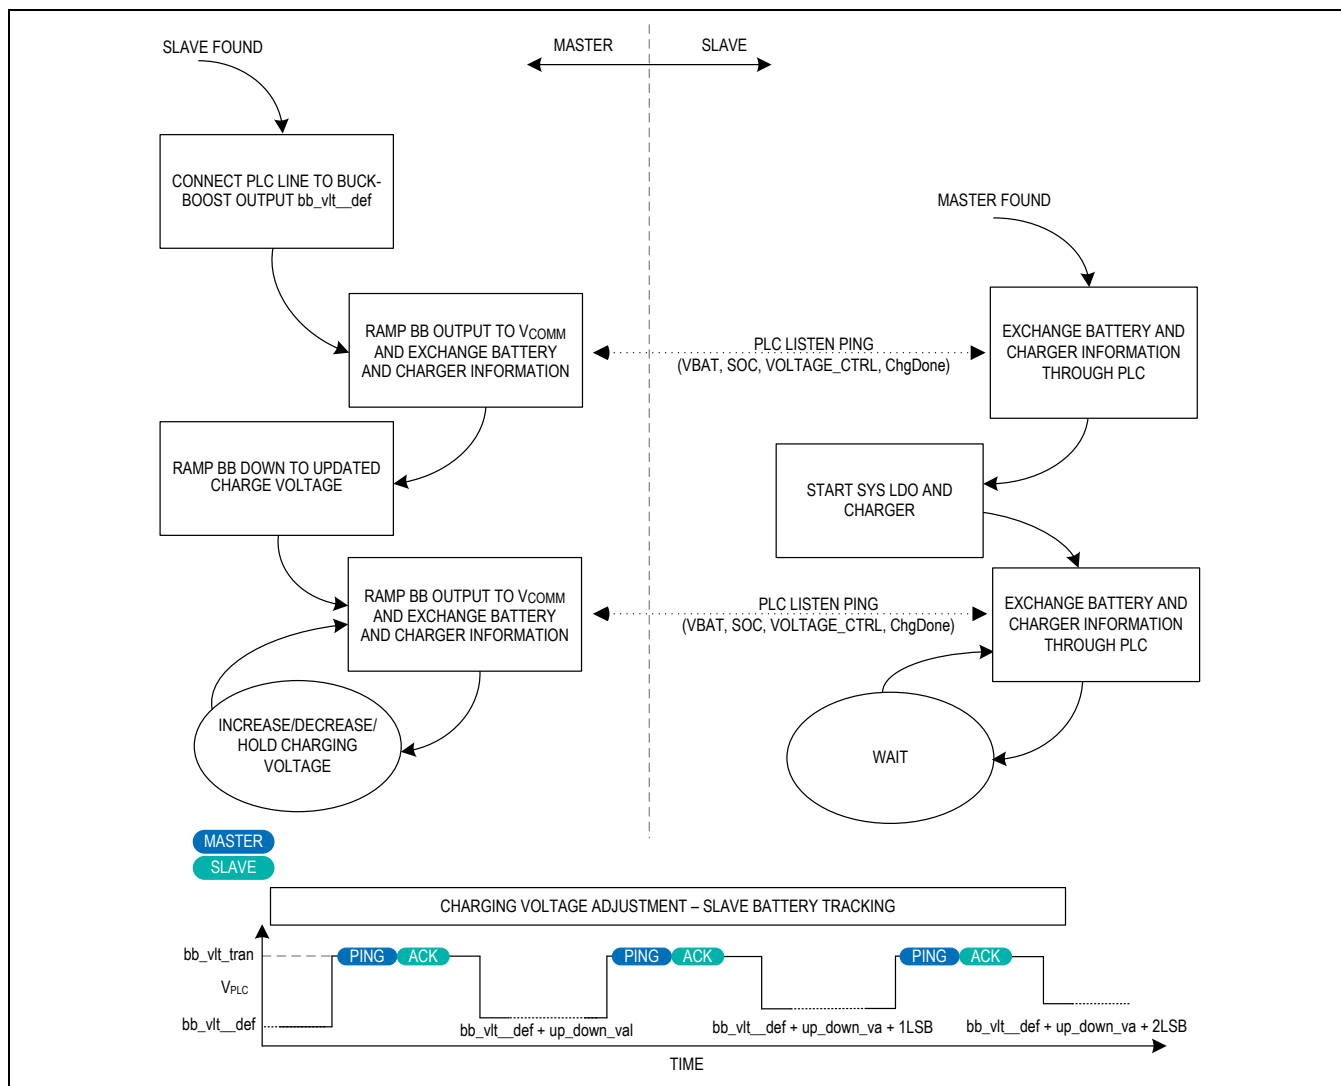 SLAVE FOUND
MASTER
SLAVE
CONNECT PLC LINE TO BUCK-
BOOST OUTPUT bb_vlt__def
MASTER FOUND
RAMP BB OUTPUT TO VCOMM
AND EXCHANGE BATTERY
AND CHARGER INFORMATION
PLC LISTEN PING
(VBAT, SOC, VOLTAGE_CTRL, ChgDone)
EXCHANGE BATTERY AND
CHARGER INFORMATION
THROUGH PLC
RAMP BB DOWN TO UPDATED
CHARGE VOLTAGE
START SYS LDO AND
CHARGER
RAMP BB OUTPUT TO VCOMM
AND EXCHANGE BATTERY
AND CHARGER INFORMATION
PLC LISTEN PING
(VBAT, SOC, VOLTAGE_CTRL, ChgDone)
EXCHANGE BATTERY AND
CHARGER INFORMATION
THROUGH PLC
INCREASE/DECREASE/
HOLD CHARGING
VOLTAGE
WAIT
MASTER
SLAVE
CHARGING VOLTAGE ADJUSTMENT – SLAVE BATTERY TRACKING
bb_vlt_tran
PING ACK
PING ACK
PING ACK
VPLC
bb_vlt__def
bb_vlt__def + up_down_val
bb_vlt__def + up_down_va + 1LSB
bb_vlt__def + up_down_va + 2LSB
TIME